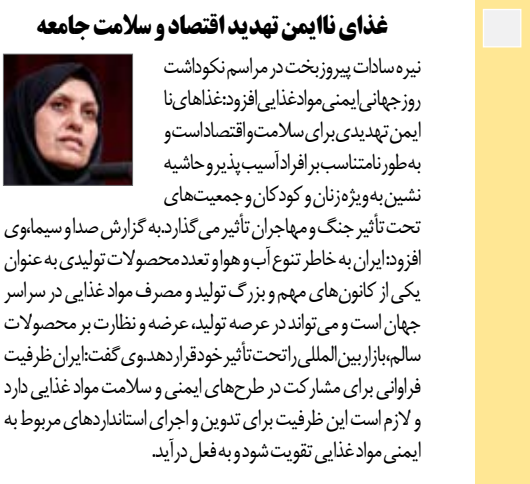 غذای ناایمن تهدید اقتصاد و سلامت جامعه
نیره سادات پیروزبخت در مراسم نکوداشت
روز جهانی ایمنی مواد غذایی افزود: غذاهای نا
ایمن تهدیدی برای سلامت و اقتصاد است و
به طور نامتناسب بر افراد آسیب پذیر و حاشیه
نشین به ویژه زنان و کودکان و جمعیت های
تحت تأثیر جنگ و مهاجران تأثیر می گذارد. به گزارش صدا و سیما، وی
افزود: ایران به خاطر تنوع آب و هوا و تعدد محصولات تولیدی به عنوان
یکی از کانون های مهم و بزرگ تولید و مصرف مواد غذایی در سراسر
جهان است و می تواند در عرصه تولید، عرضه و نظارت بر محصولات
سالم، بازار بین المللی را تحت تأثیر خود قرار دهد. وی گفت: ایران ظرفیت
فراوانی برای مشارکت در طرح های ایمنی و سلامت مواد غذایی دارد
و لازم است این ظرفیت برای تدوین و اجرای استانداردهای مربوط به
ایمنی مواد غذایی تقویت شود و به فعل در آید.